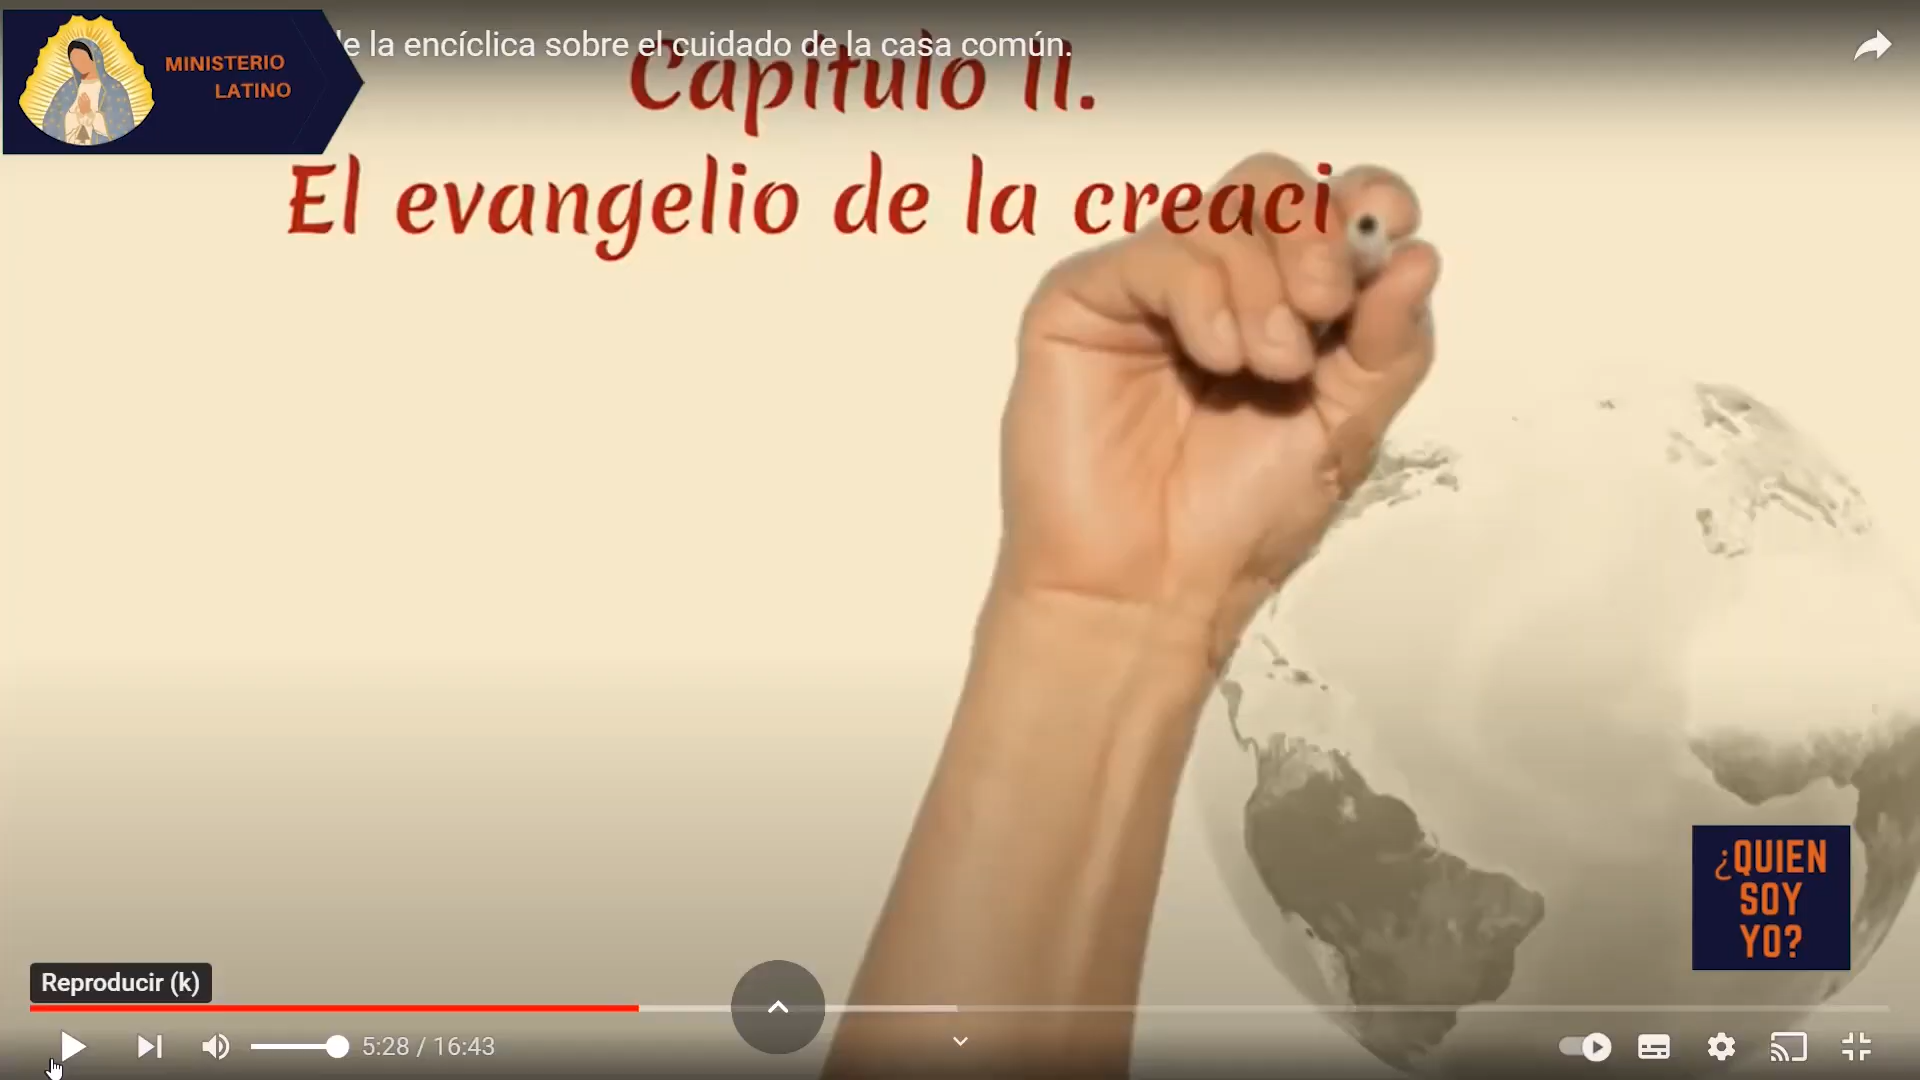 MINISTERIO
LATINO
de la encíclica sobre el cuidado de la casa común.
Capítulo II.
El evangelio de la creaci
¿QUIEN
SOY
YO?
Reproducir (k)
5:28 / 16:43